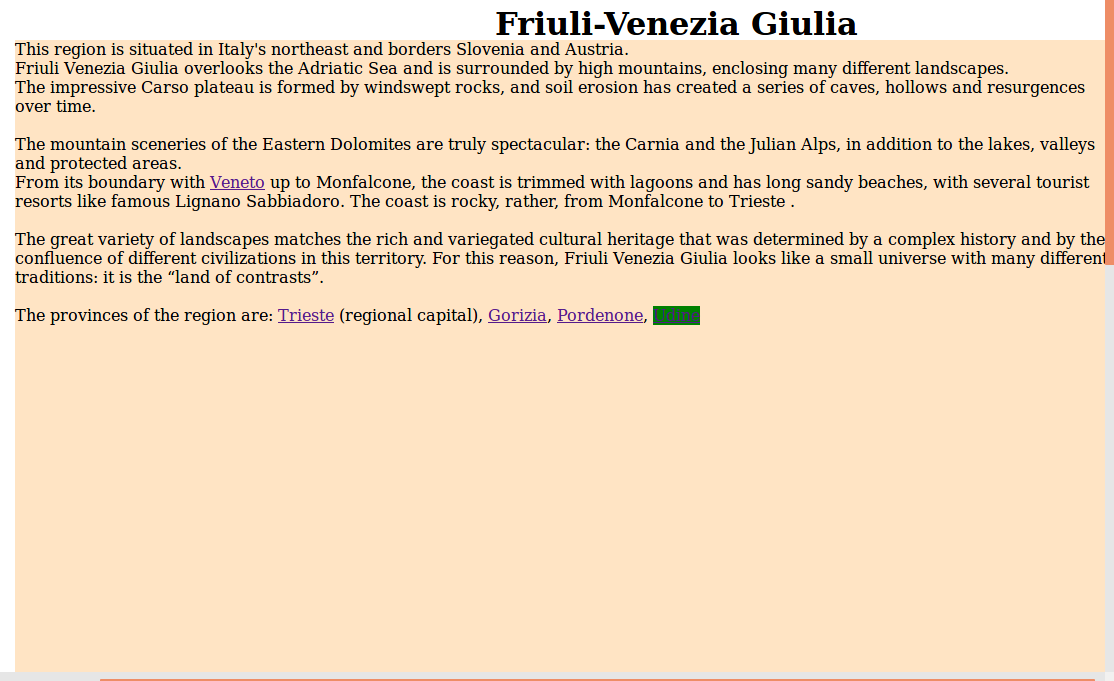 Friuli-Venezia Giulia
This region is situated in Italy's northeast and borders Slovenia and Austria.
Friuli Venezia Giulia overlooks the Adriatic Sea and is surrounded by high mountains, enclosing many different landscapes.
The impressive Carso plateau is formed by windswept rocks, and soil erosion has created a series of caves, hollows and resurgences
over time.
The mountain sceneries of the Eastern Dolomites are truly spectacular: the Carnia and the Julian Alps, in addition to the lakes, valleys
and protected areas.
From its boundary with Veneto up to Monfalcone, the coast is trimmed with lagoons and has long sandy beaches, with several tourist
resorts like famous Lignano Sabbiadoro. The coast is rocky, rather, from Monfalcone to Trieste .
The great variety of landscapes matches the rich and variegated cultural heritage that was determined by a complex history and by the
confluence of different civilizations in this territory. For this reason, Friuli Venezia Giulia looks like a small universe with many different
traditions: it is the “land of contrasts”.
The provinces of the region are: Trieste (regional capital), Gorizia, Pordenone, Udine